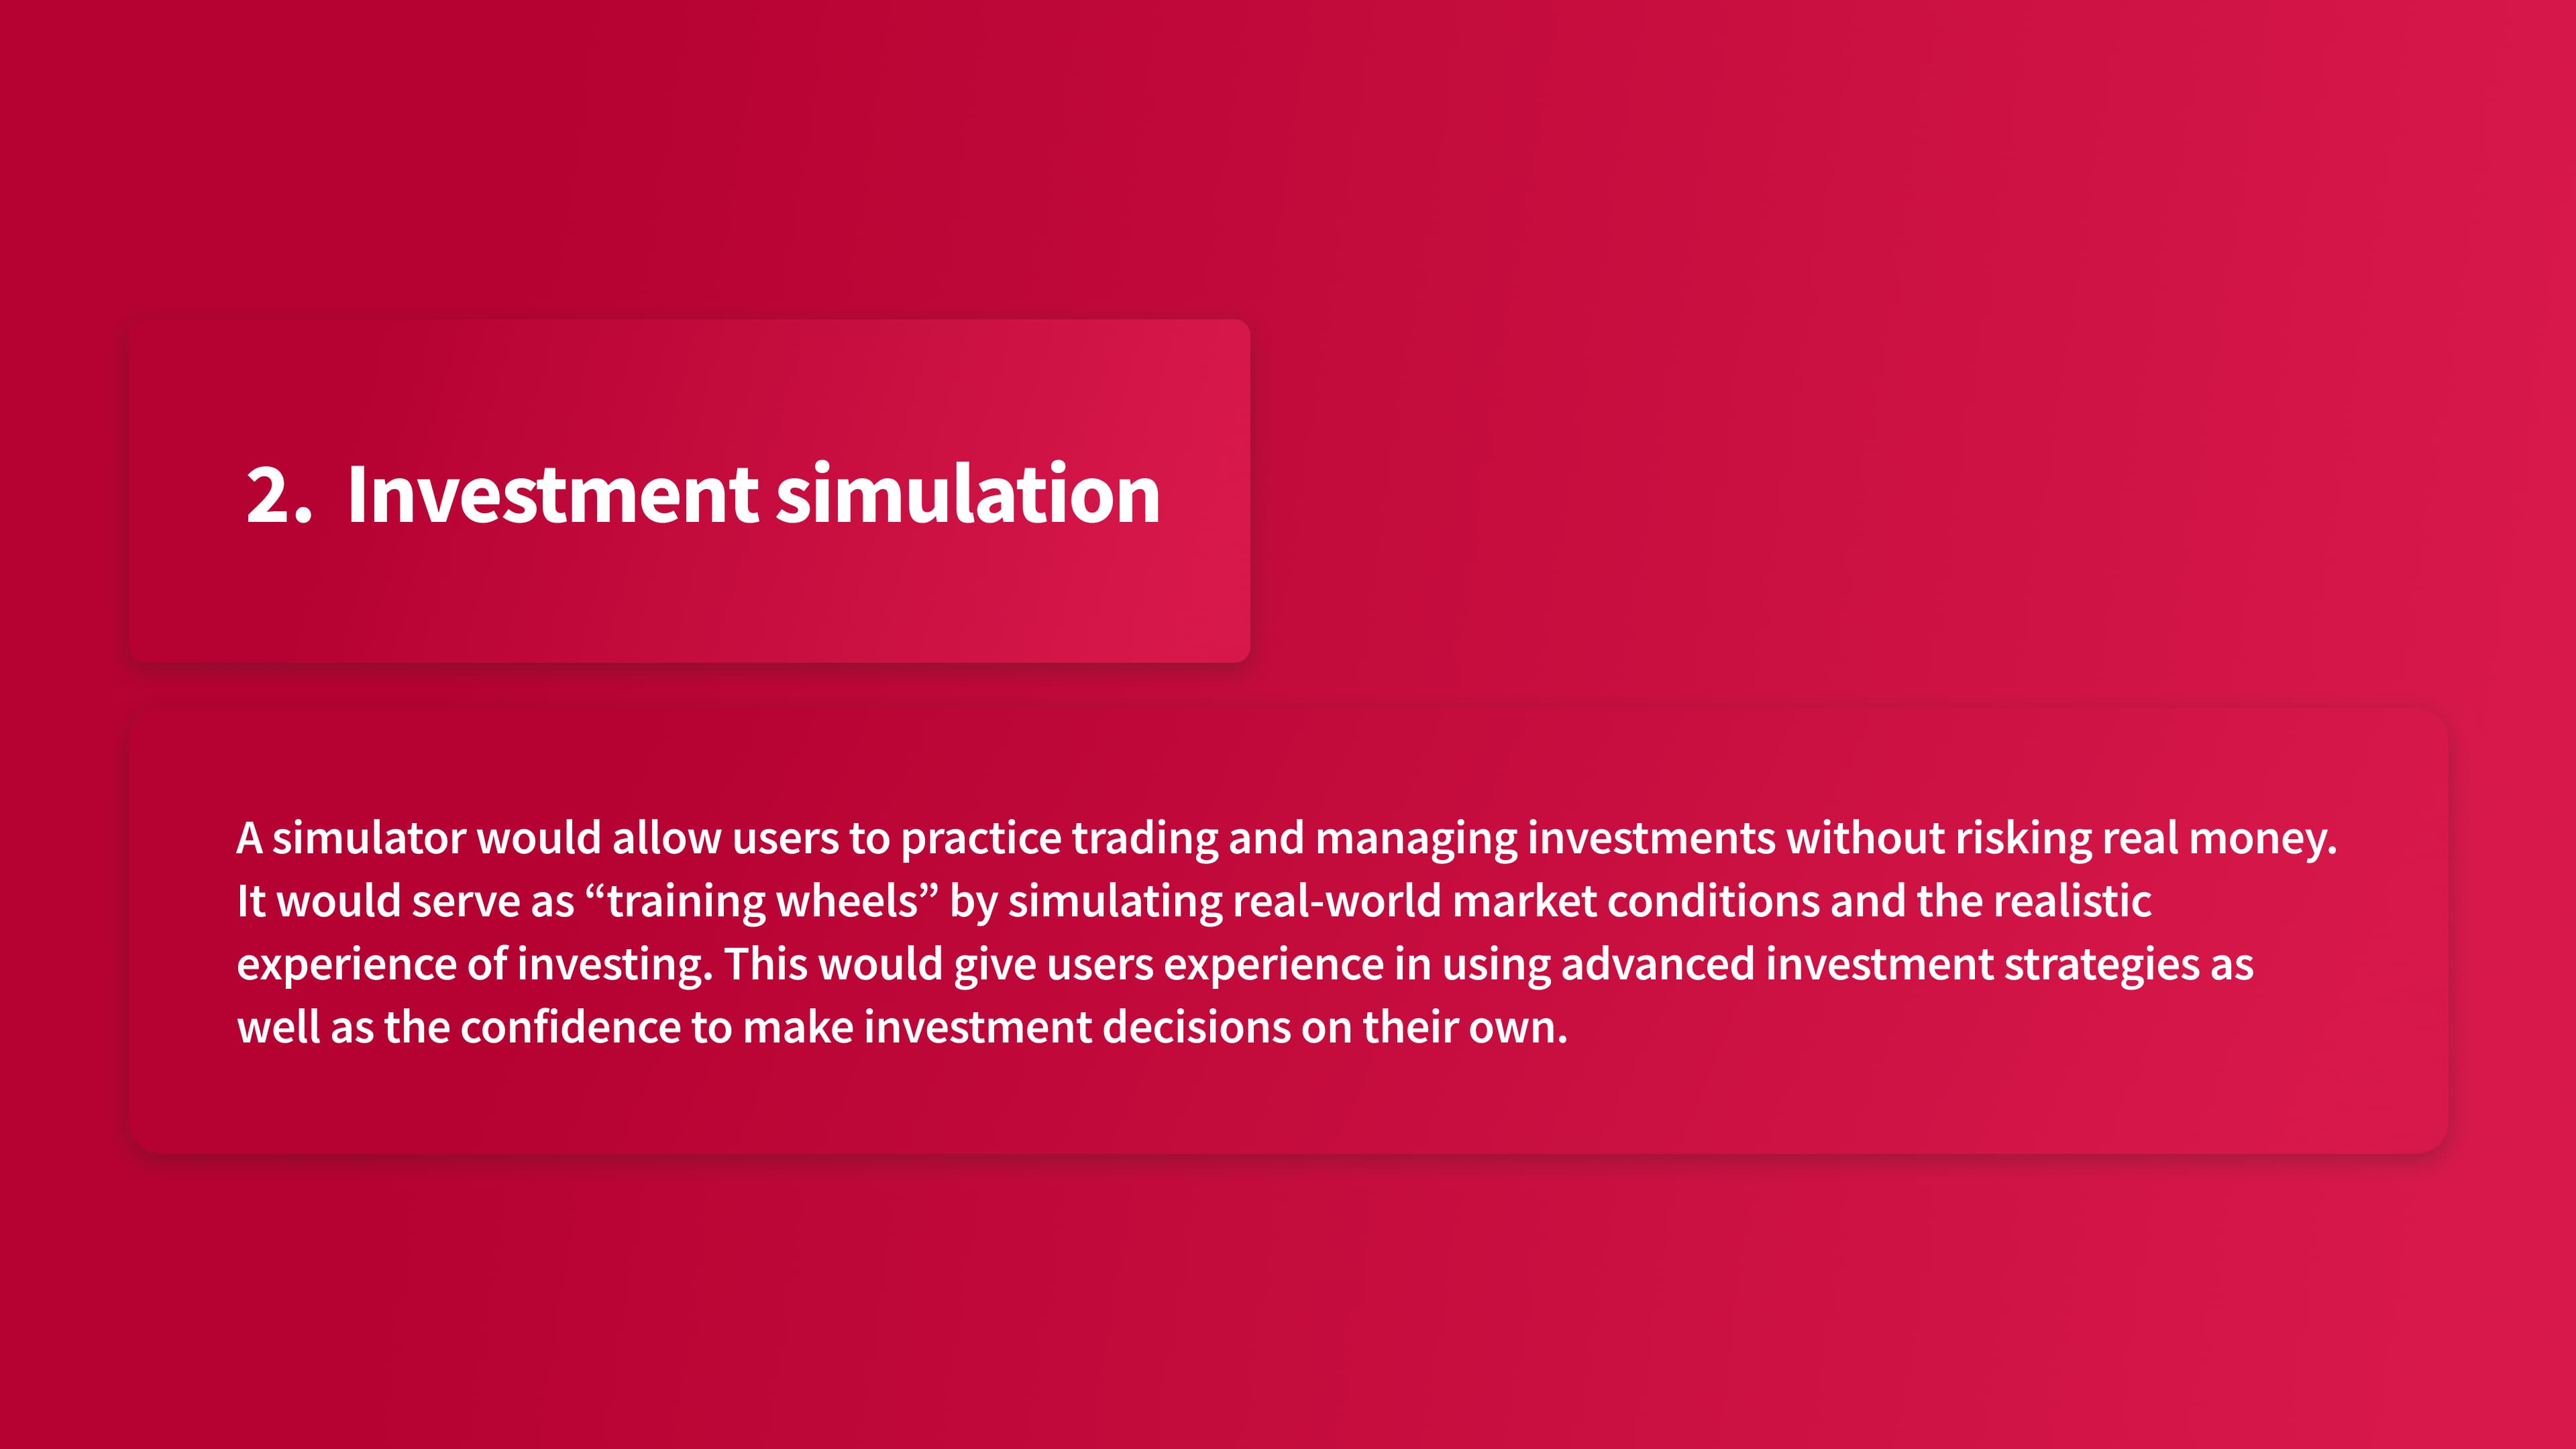 2. Investment simulation
A simulator would allow users to practice trading and managing investments without risking real money.
It would serve as “training wheels” by simulating real-world market conditions and the realistic
experience of investing. This would give users experience in using advanced investment strategies as
well as the confidence to make investment decisions on their own.